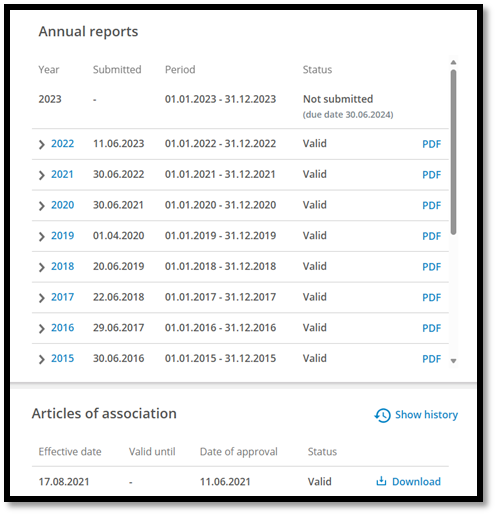 Annual reports
Year Submitted Period Status
2023 - 01.01.2023 - 31.12.2023 Not submitted
(due date 30.06.2024)
2022 11.06.2023 01.01.2022 - 31.12.2022 Valid PDF
2021 30.06.2022 01.01.2021 - 31.12.2021 Valid PDF
2020 30.06.2021 01.01.2020 - 31.12.2020 Valid PDF
2019 01.04.2020 01.01.2019 - 31.12.2019 Valid PDF
2018 20.06.2019 01.01.2018 - 31.12.2018 Valid PDF
2017 22.06.2018 01.01.2017 - 31.12.2017 Valid PDF
2016 29.06.2017 01.01.2016 - 31.12.2016 Valid PDF
2015 30.06.2016 01.01.2015 - 31.12.2015 Valid PDF
Articles of association Show history
Effective date Valid until Date of approval Status
17.08.2021 - 11.06.2021 Valid Download